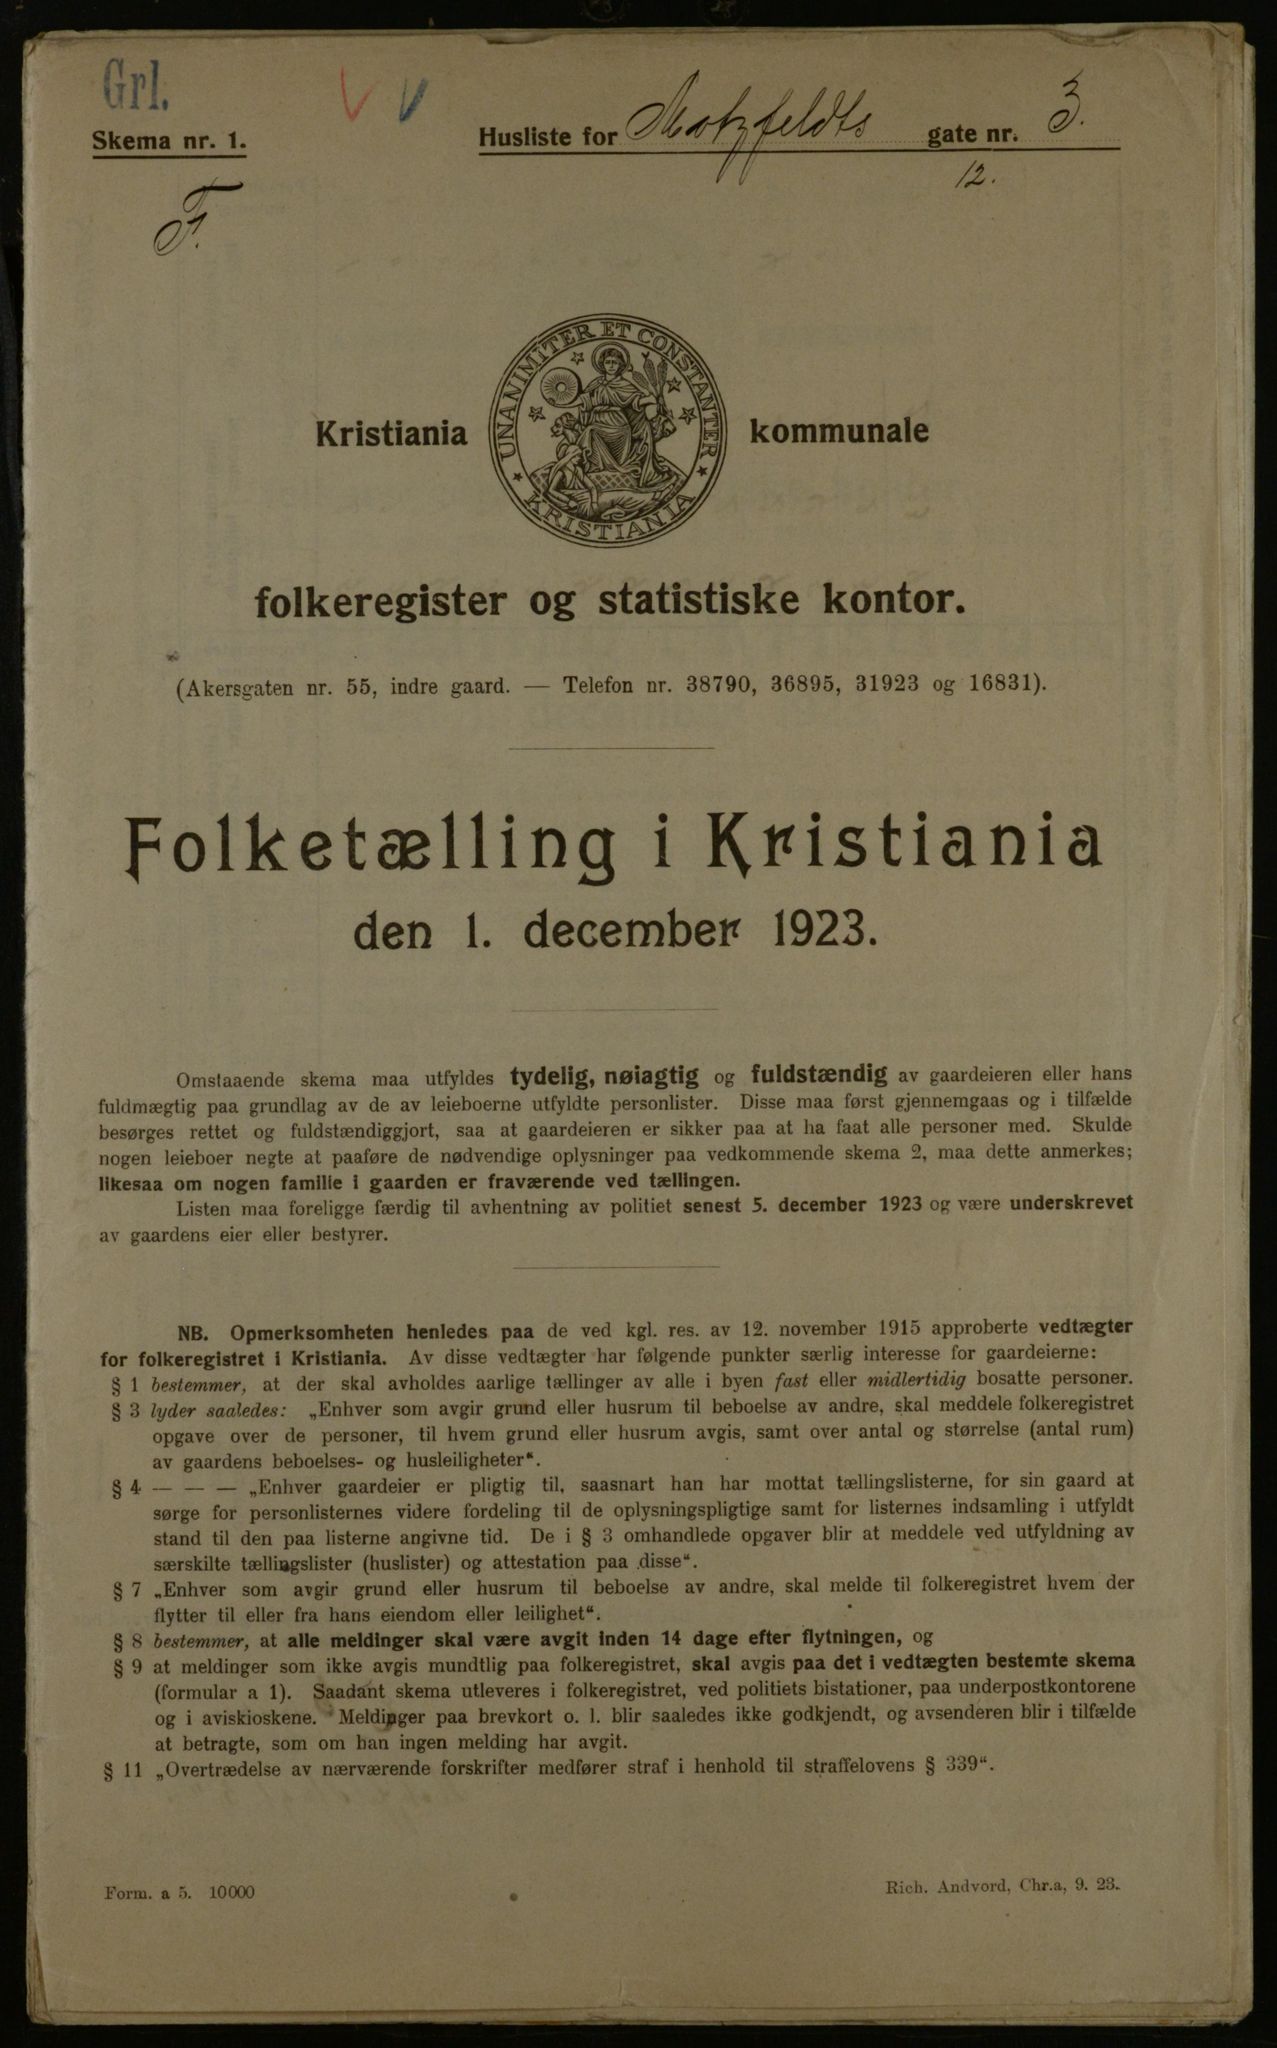 Grl.
Skema nr. 1.
Husliste for Motzfeldts gate nr. 3.
12.
F.
UNANIMITER ET CONSTANTER
KRISTIANIA
Kristiania kommunale
folkeregister og statistiske kontor.
(Akersgaten nr. 55, indre gaard. — Telefon nr. 38790, 36895, 31923 og 16831).
Folketælling i Kristiania
den 1. december 1923.
Omstaaende skema maa utfyldes tydelig, nøiagtig og fuldstændig av gaardeieren eller hans
fuldmægtig paa grundlag av de av leieboerne utfyldte personlister. Disse maa først gjennemgaas og i tilfælde
besørges rettet og fuldstændiggjort, saa at gaardeieren er sikker paa at ha faat alle personer med. Skulde
nogen leieboer negte at paaføre de nødvendige oplysninger paa vedkommende skema 2, maa dette anmerkes;
likesaa om nogen familie i gaarden er fraværende ved tællingen.
Listen maa foreligge færdig til avhentning av politiet senest 5. december 1923 og være underskrevet
av gaardens eier eller bestyrer.
NB. Opmerksomheten henledes paa de ved kgl. res. av 12. november 1915 approberte vedtægter
for folkeregistret i Kristiania. Av disse vedtægter har følgende punkter særlig interesse for gaardeierne:
§ 1 bestemmer, at der skal avholdes aarlige tællinger av alle i byen fast eller midlertidig bosatte personer.
§ 3 lyder saaledes: „Enhver som avgir grund eller husrum til beboelse av andre, skal meddele folkeregistret
opgave over de personer, til hvem grund eller husrum avgis, samt over antal og størrelse (antal rum)
av gaardens beboelses- og husleiligheter“.
§ 4 — — — „Enhver gaardeier er pligtig til, saasnart han har mottat tællingslisterne, for sin gaard at
sørge for personlisternes videre fordeling til de oplysningspligtige samt for listernes indsamling i utfyldt
stand til den paa listerne angivne tid. De i § 3 omhandlede opgaver blir at meddele ved utfyldning av
særskilte tællingslister (huslister) og attestation paa disse“.
§ 7 „Enhver som avgir grund eller husrum til beboelse av andre, skal melde til folkeregistret hvem der
flytter til eller fra hans eiendom eller leilighet“.
§ 8 bestemmer, at alle meldinger skal være avgit inden 14 dage efter flytningen, og
§ 9 at meldinger som ikke avgis mundtlig paa folkeregistret, skal avgis paa det i vedtægten bestemte skema
(formular a 1). Saadant skema utleveres i folkeregistret, ved politiets bistationer, paa underpostkontorene
og i aviskioskene. Meldinger paa brevkort o. l. blir saaledes ikke godkjendt, og avsenderen blir i tilfælde
at betragte, som om han ingen melding har avgit.
§ 11 „Overtrædelse av nærværende forskrifter medfører straf i henhold til straffelovens § 339“.
Form. a 5. 10000
Rich. Andvord, Chr.a, 9. 23.